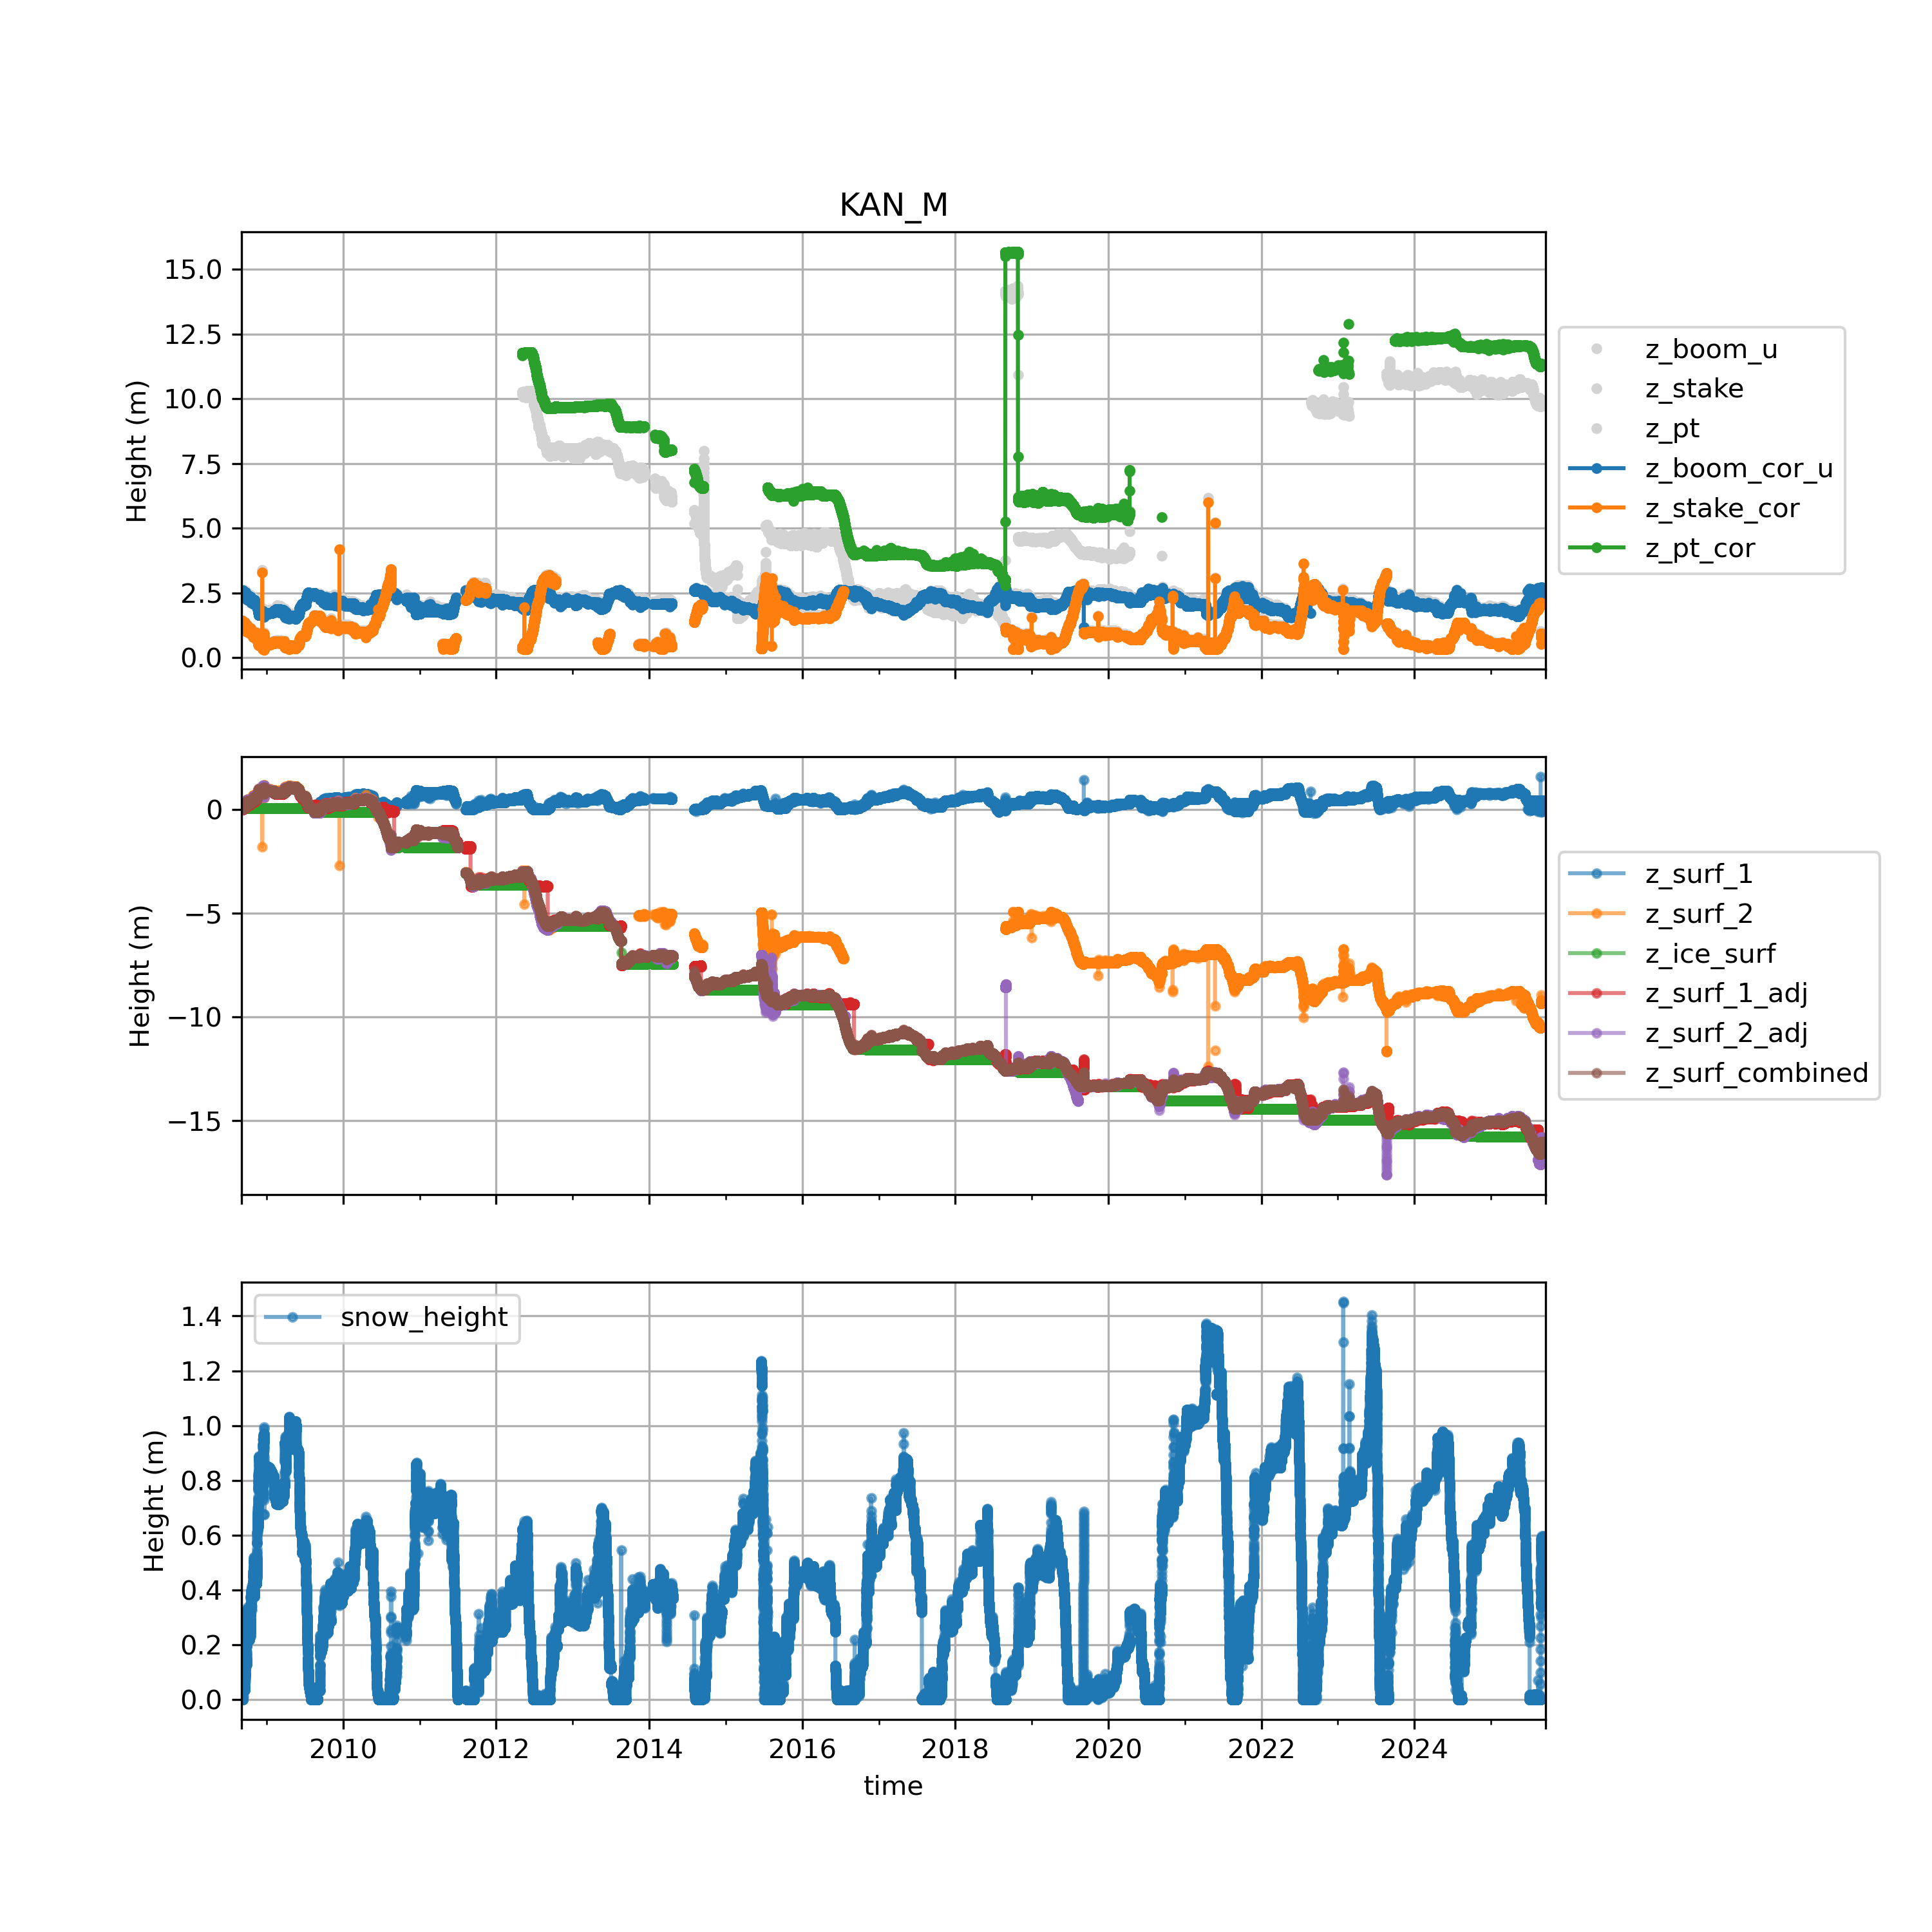 KAN_M
15.0
12.5
10.0
7.5
5.0
2.5
0.0
Height (m)
z_boom_u
z_stake
z_pt
z_boom_cor_u
z_stake_cor
z_pt_cor
0
−5
−10
−15
Height (m)
z_surf_1
z_surf_2
z_ice_surf
z_surf_1_adj
z_surf_2_adj
z_surf_combined
1.4
1.2
1.0
0.8
0.6
0.4
0.2
0.0
Height (m)
snow_height
2010 2012 2014 2016 2018 2020 2022 2024
time